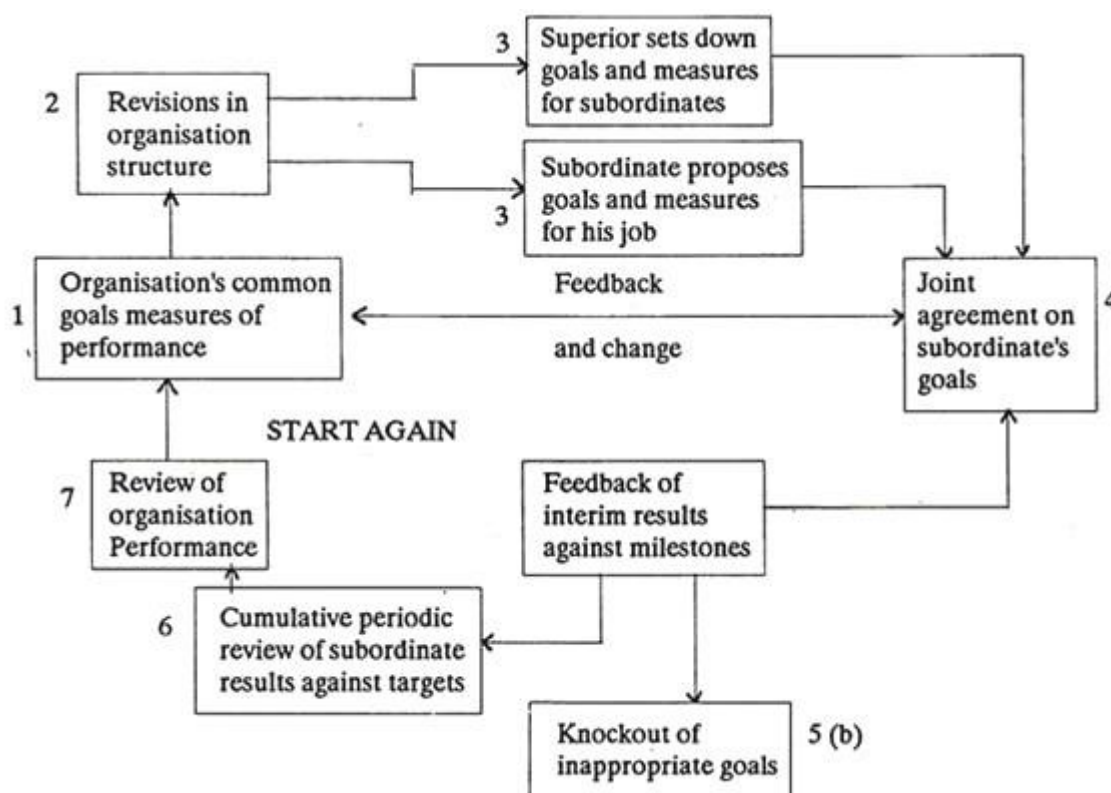 3
Superior sets down
goals and measures
for subordinates
2
Revisions in
organisation
structure
3
Subordinate proposes
goals and measures
for his job
1
Organisation's common
goals measures of
performance
Feedback
and change
Joint
agreement on
subordinate's
goals
4
START AGAIN
7
Review of
organisation
Performance
Feedback of
interim results
against milestones
6
Cumulative periodic
review of subordinate
results against targets
Knockout of
inappropriate goals
5 (b)